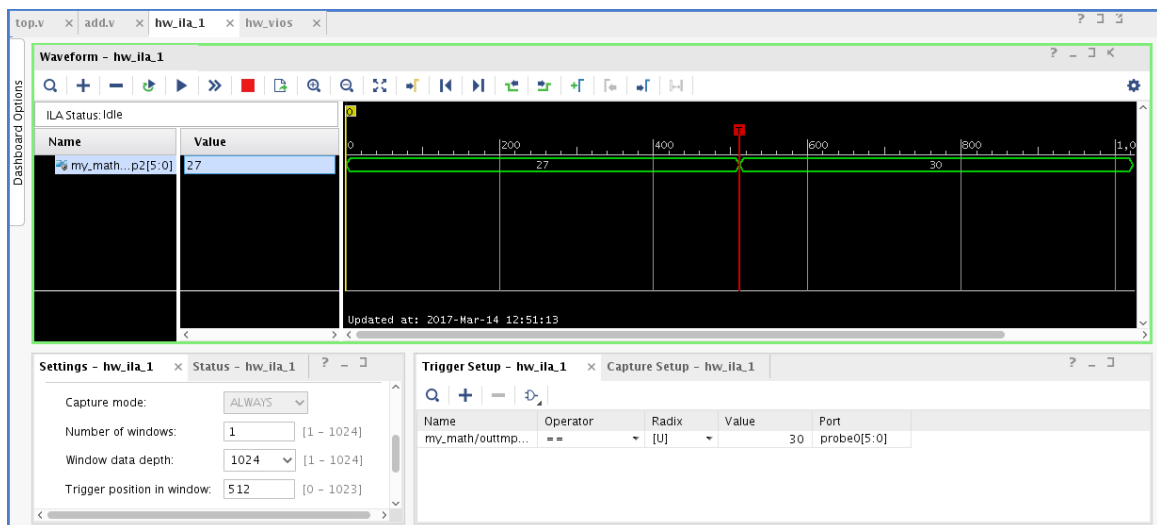 top.v × add.v × hw_ila_1 × hw_vios ×
Dashboard Options
Waveform - hw_ila_1
ILA Status: Idle
Name Value
my_math...p2[5:0] 27
0
T
0 200 400 600 800 1,0
27 30
Updated at: 2017-Mar-14 12:51:13
Settings - hw_ila_1 × Status - hw_ila_1
Capture mode: ALWAYS
Number of windows: 1 [1 - 1024]
Window data depth: 1024 [1 - 1024]
Trigger position in window: 512 [0 - 1023]
Trigger Setup - hw_ila_1 × Capture Setup - hw_ila_1
Name Operator Radix Value Port
my_math/outtmp... == [U] 30 probe0[5:0]